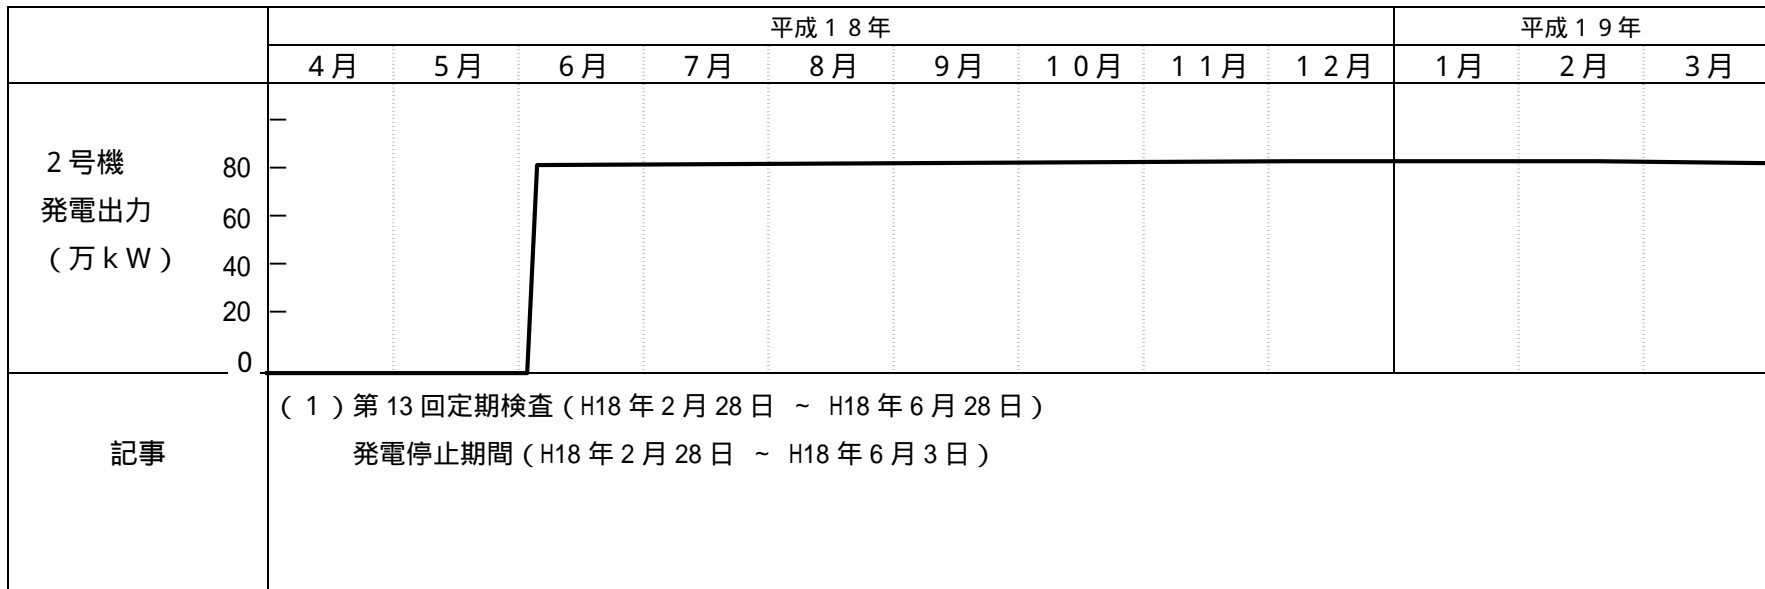 平成１８年 平成１９年
４月 ５月 ６月 ７月 ８月 ９月 １０月 １１月 １２月 １月 ２月 ３月
２号機
発電出力
（万ｋＷ）
80
60
40
20
0
記事
（１）第 13 回定期検査（H18 年 2 月 28 日 ~ H18 年 6 月 28 日）
発電停止期間（H18 年 2 月 28 日 ~ H18 年 6 月 3 日）